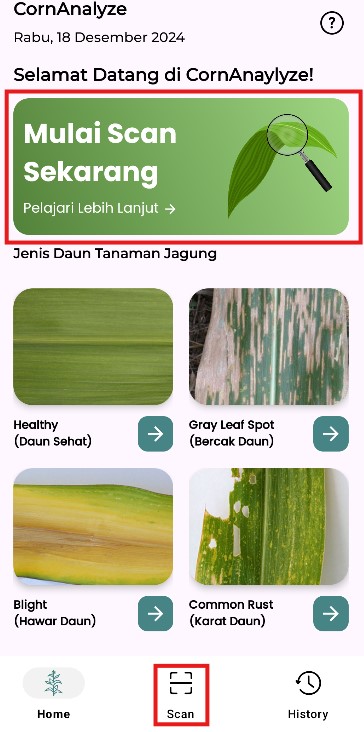 CornAnalyze
Rabu, 18 Desember 2024
Selamat Datang di CornAnaylyze!
Mulai Scan
Sekarang
Pelajari Lebih Lanjut →
Jenis Daun Tanaman Jagung
Healthy
(Daun Sehat)
Gray Leaf Spot
(Bercak Daun)
Blight
(Hawar Daun)
Common Rust
(Karat Daun)
Home
Scan
History